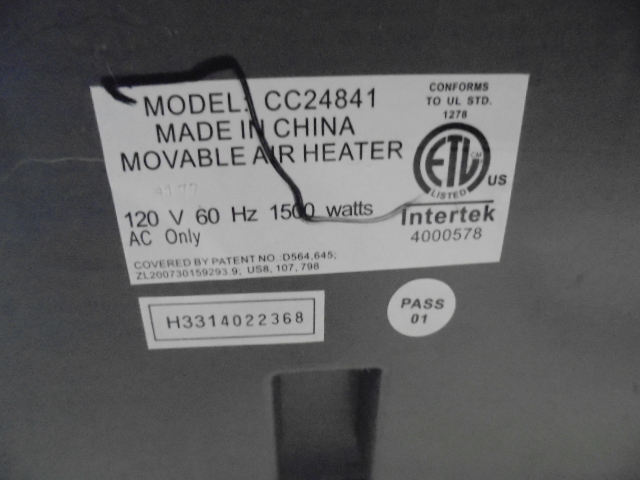 MODEL: CC24841
MADE IN CHINA
MOVABLE AIR HEATER
120 V 60 Hz 1500 watts
AC Only
COVERED BY PATENT NO.:D564,645;
ZL200730159293.9; US8, 107, 798
CONFORMS
TO UL STD.
1278
ETL CM
LISTED
US
Intertek
4000578
H3314022368
PASS
01